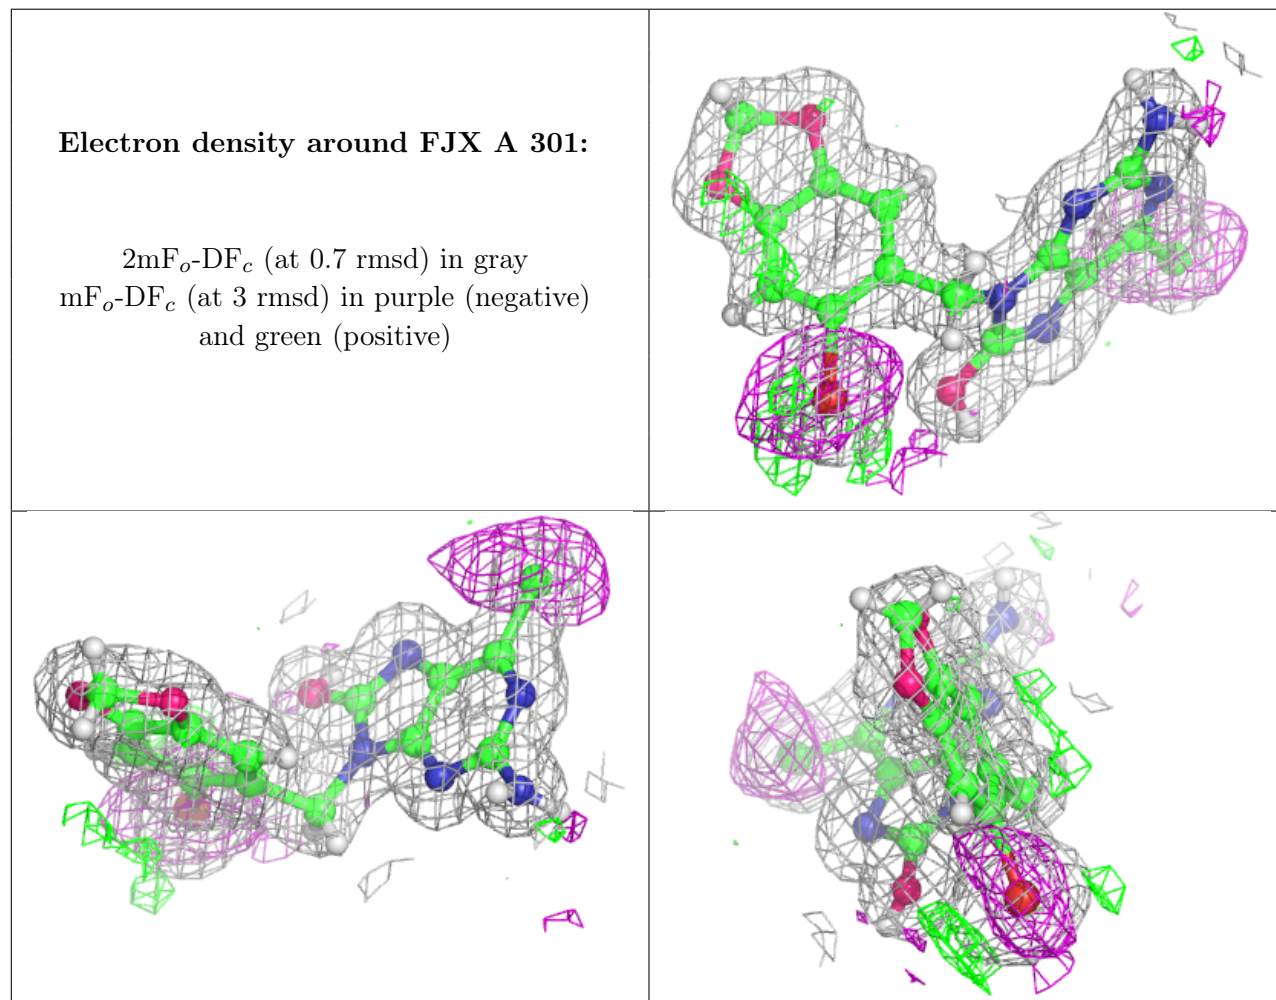 Electron density around FJX A 301:
2mFo-DFc (at 0.7 rmsd) in gray
mFo-DFc (at 3 rmsd) in purple (negative)
and green (positive)